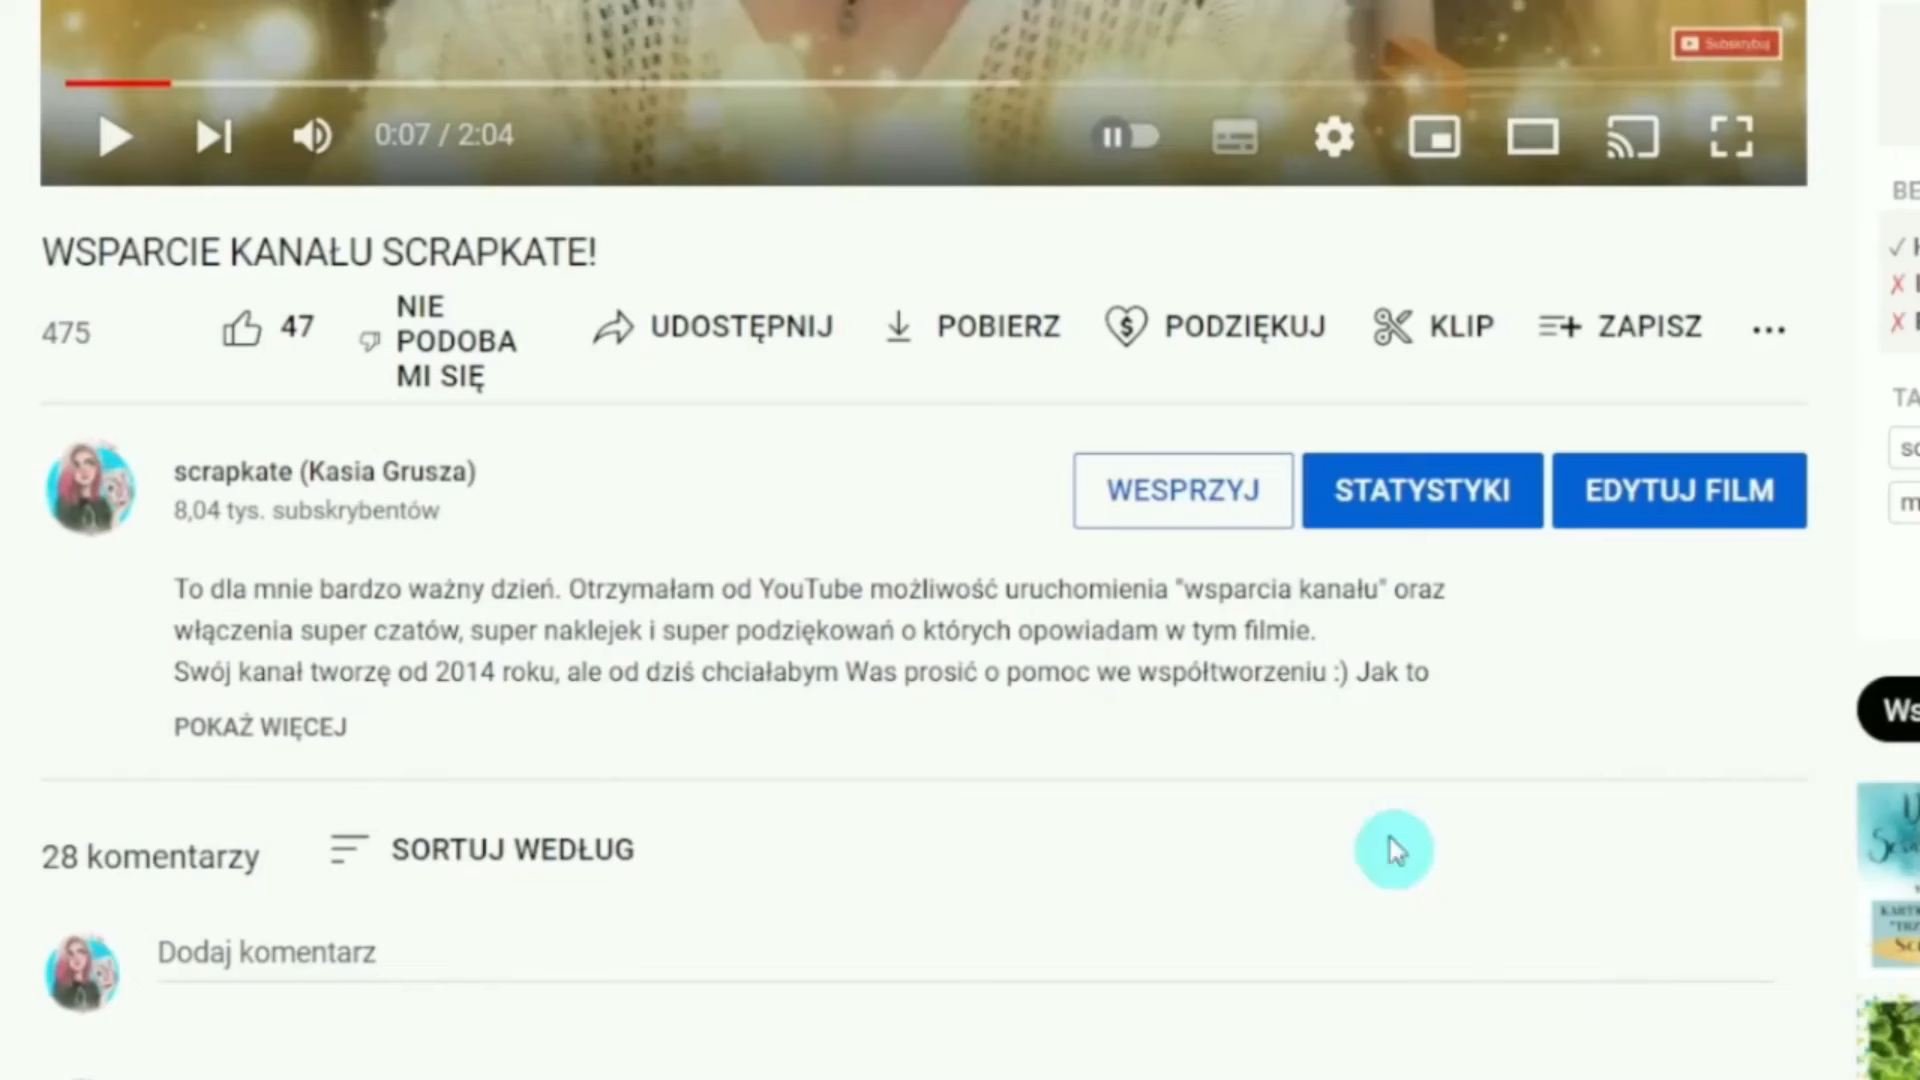 Subskrybuj
0:07 / 2:04
WSPARCIE KANAŁU SCRAPKATE!
475
47
NIE
PODOBA
MI SIĘ
UDOSTĘPNIJ
POBIERZ
PODZIĘKUJ
KLIP
ZAPISZ
scrapkate (Kasia Grusza)
8,04 tys. subskrybentów
WESPRZYJ
STATYSTYKI
EDYTUJ FILM
To dla mnie bardzo ważny dzień. Otrzymałam od YouTube możliwość uruchomienia "wsparcia kanału" oraz
włączenia super czatów, super naklejek i super podziękowań o których opowiadam w tym filmie.
Swój kanał tworzę od 2014 roku, ale od dziś chciałabym Was prosić o pomoc we współtworzeniu :) Jak to
POKAŻ WIĘCEJ
28 komentarzy
SORTUJ WEDŁUG
Dodaj komentarz
BE
TA
Ws